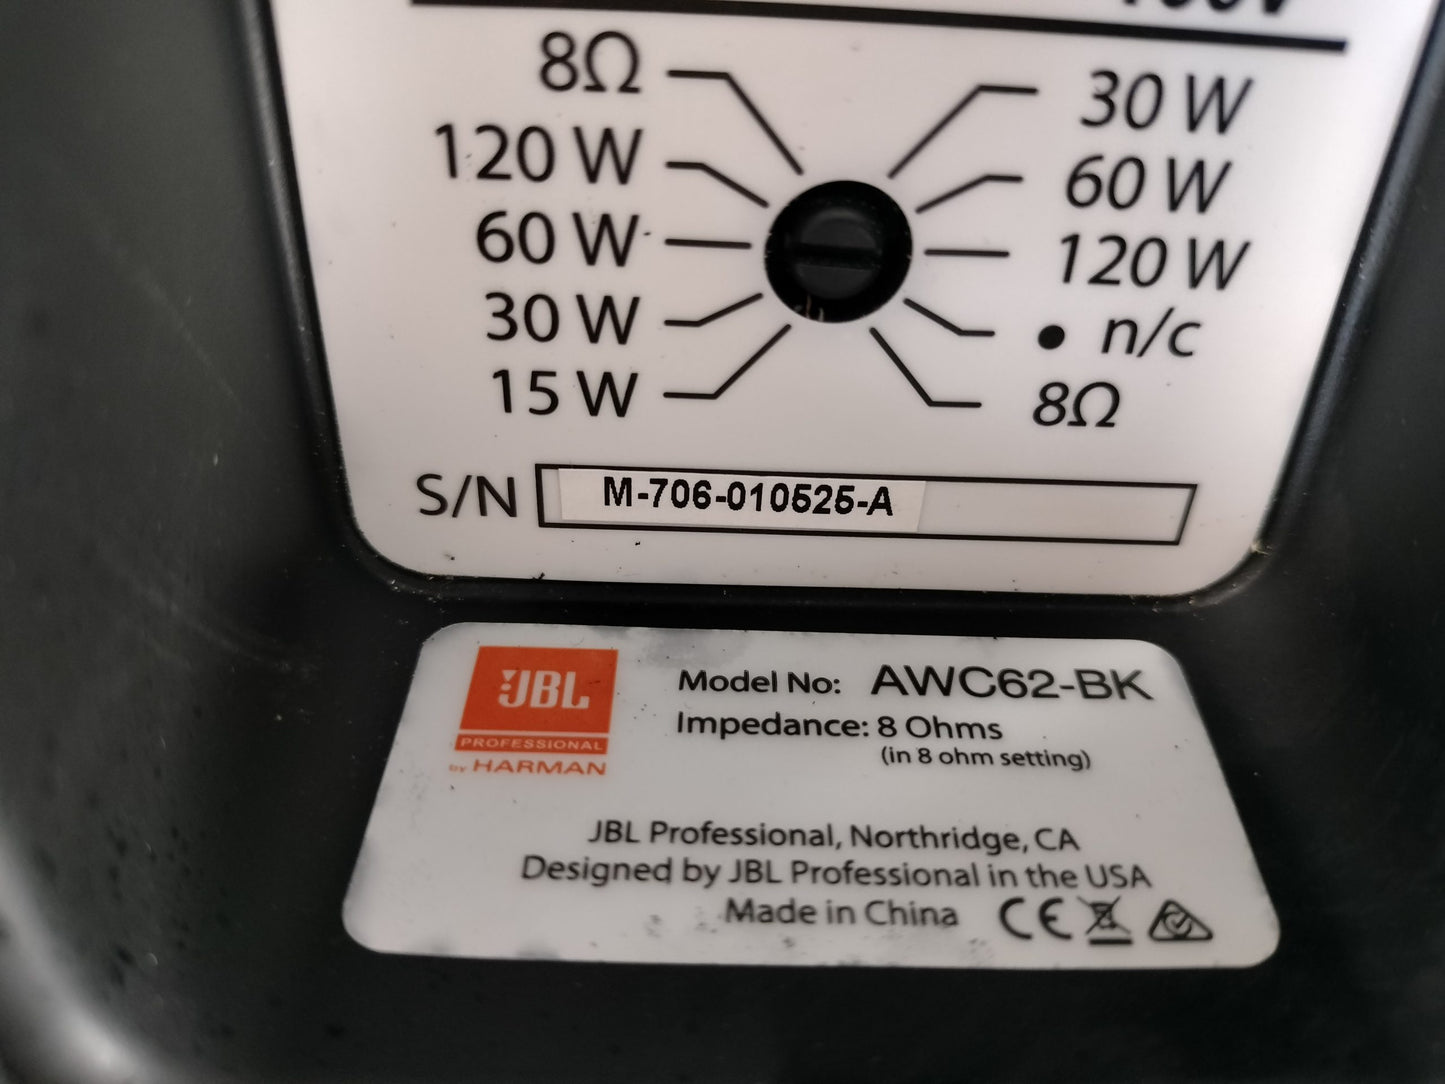 100V
8Ω
30 W
120 W
60 W
60 W
120 W
30 W
• n/c
15 W
8Ω
S/N M-706-010525-A
JBL
PROFESSIONAL
by HARMAN
Model No: AWC62-BK
Impedance: 8 Ohms
(in 8 ohm setting)
JBL Professional, Northridge, CA
Designed by JBL Professional in the USA
Made in China CE